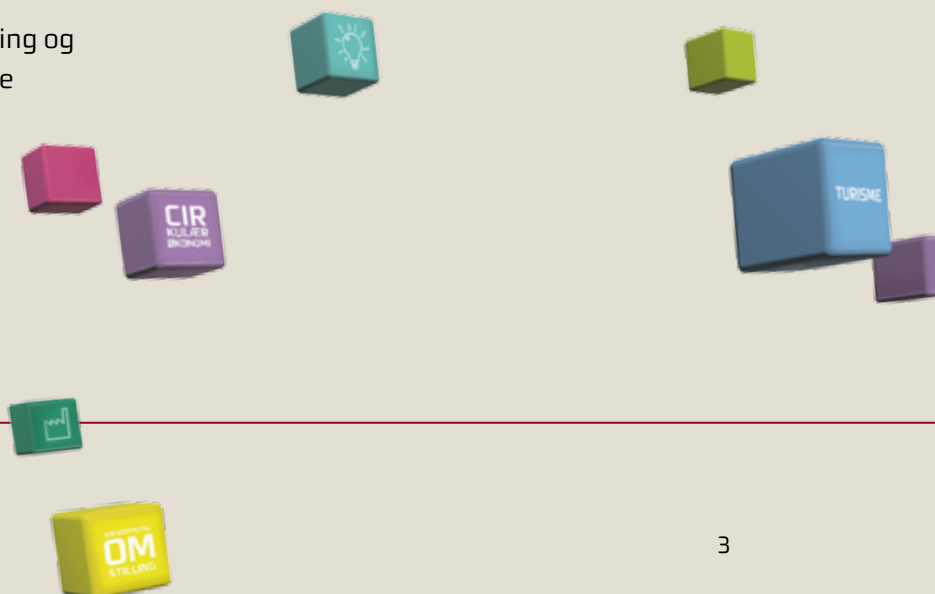 ing og
e
CIR
KULÆR
ØKONOMI
TURISME
OM
STILLING
3